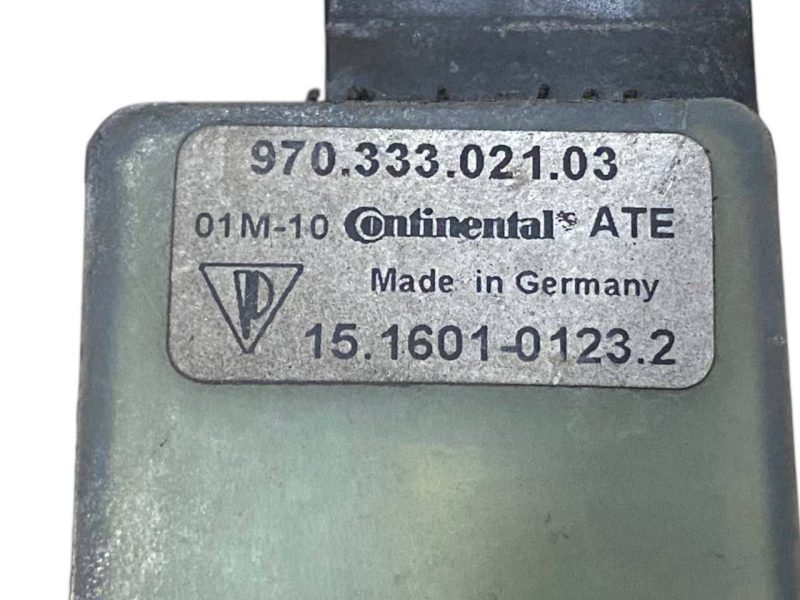 970.333.021.03
01M-10 Continental ATE
Made in Germany
15.1601-0123.2